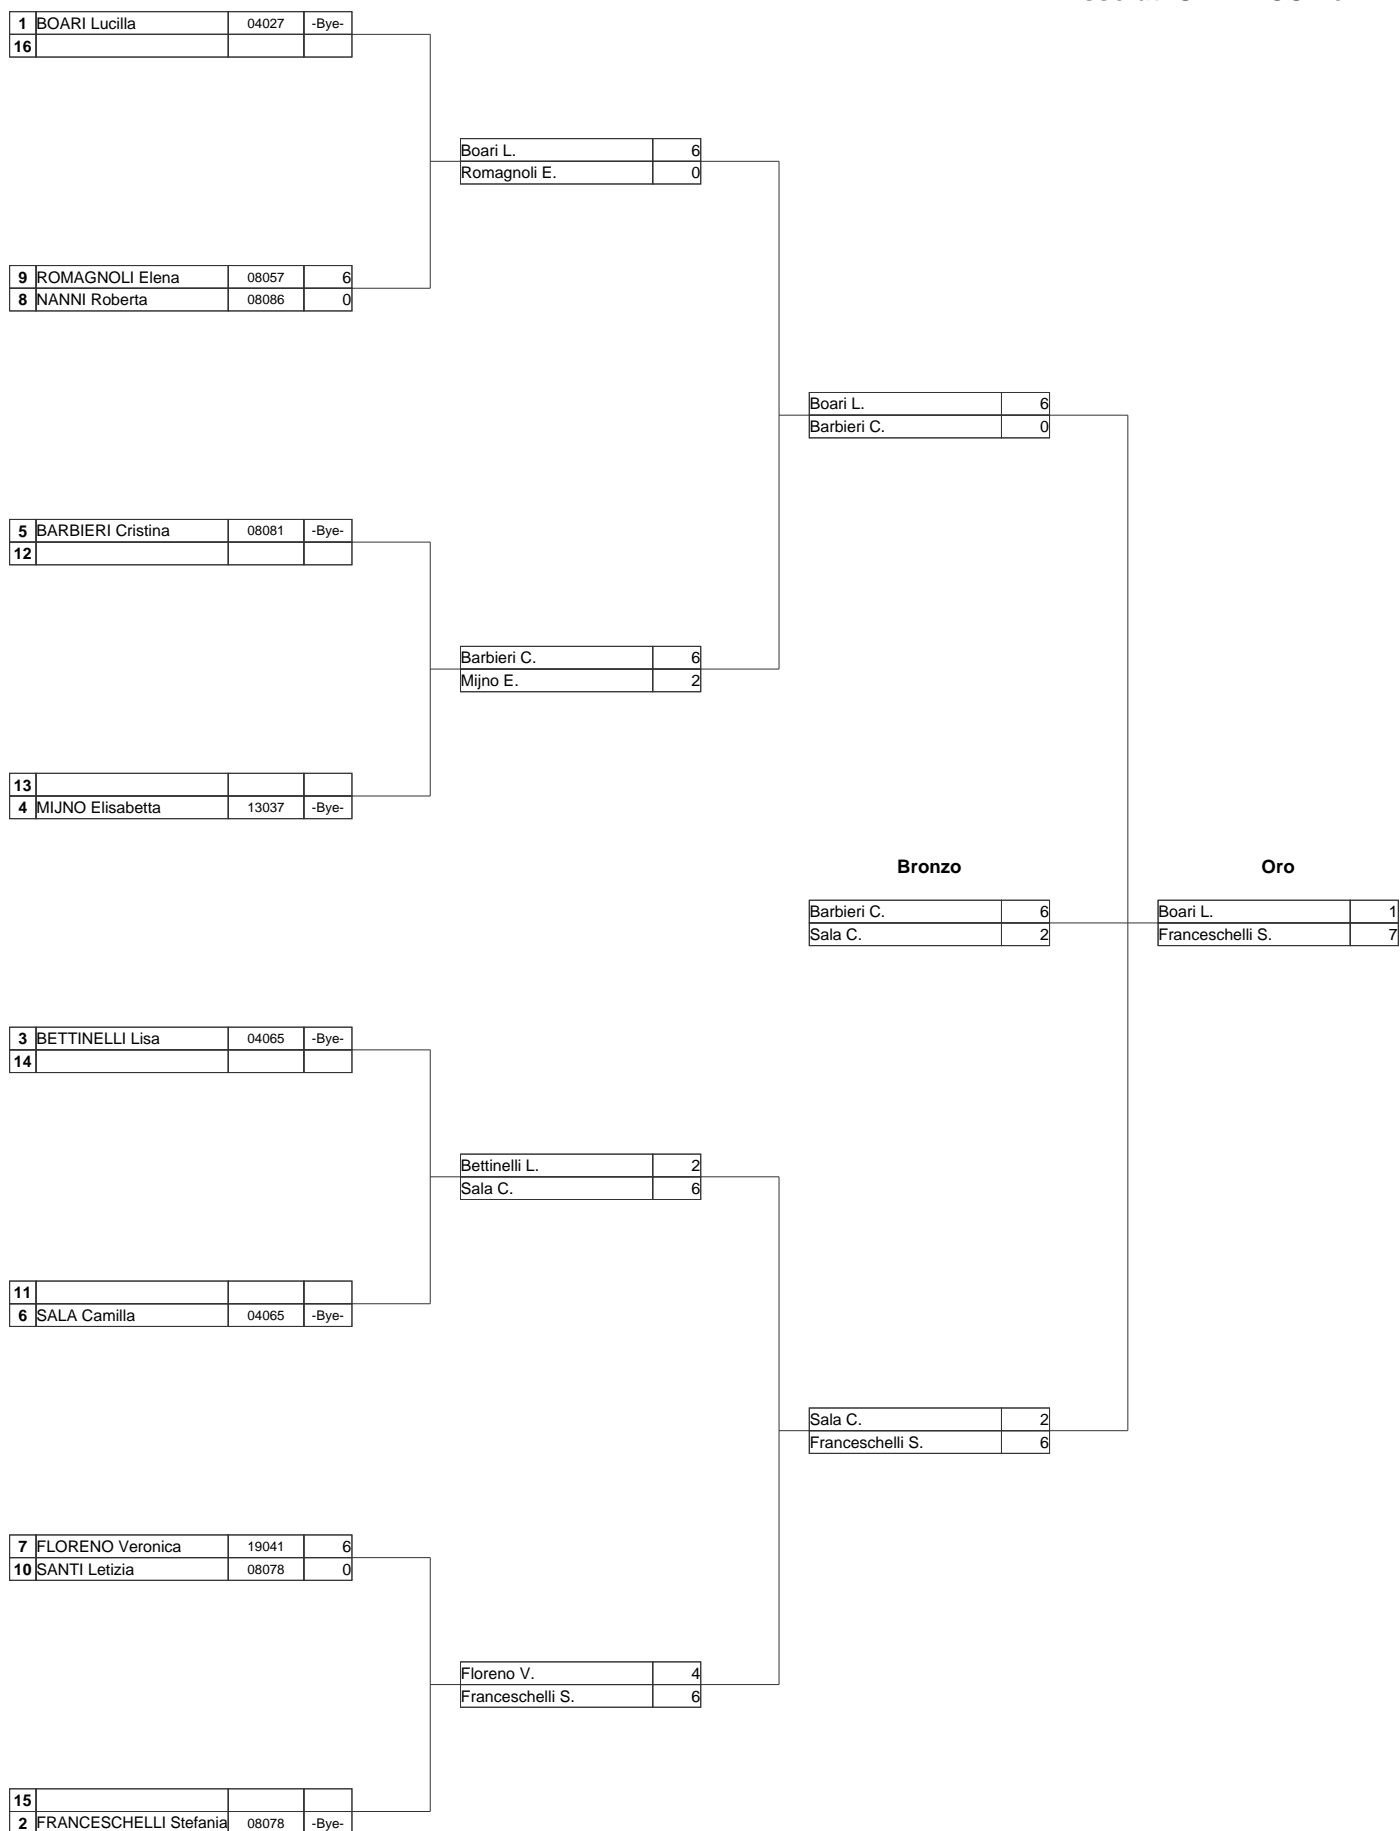 1 BOARI Lucilla 04027 -Bye-
16
Boari L. 6
Romagnoli E. 0
9 ROMAGNOLI Elena 08057 6
8 NANNI Roberta 08086 0
Boari L. 6
Barbieri C. 0
5 BARBIERI Cristina 08081 -Bye-
12
Barbieri C. 6
Mijno E. 2
13
4 MIJNO Elisabetta 13037 -Bye-
Bronzo Oro
Barbieri C. 6 Boari L. 1
Sala C. 2 Franceschelli S. 7
3 BETTINELLI Lisa 04065 -Bye-
14
Bettinelli L. 2
Sala C. 6
11
6 SALA Camilla 04065 -Bye-
Sala C. 2
Franceschelli S. 6
7 FLORENO Veronica 19041 6
10 SANTI Letizia 08078 0
Floreno V. 4
Franceschelli S. 6
15
2 FRANCESCHELLI Stefania 08078 -Bye-